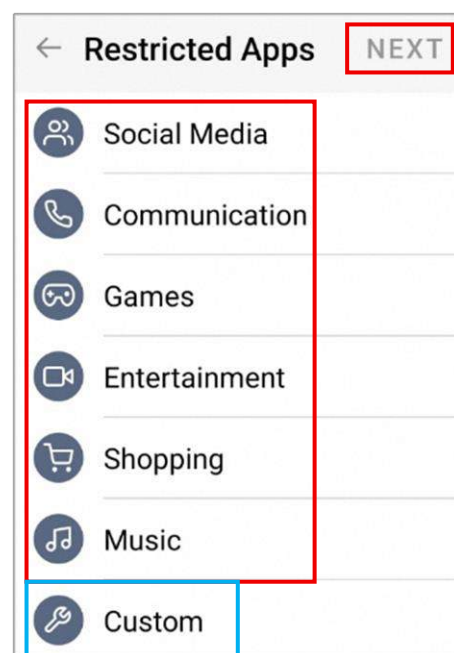 Restricted Apps NEXT
Social Media
Communication
Games
Entertainment
Shopping
Music
Custom